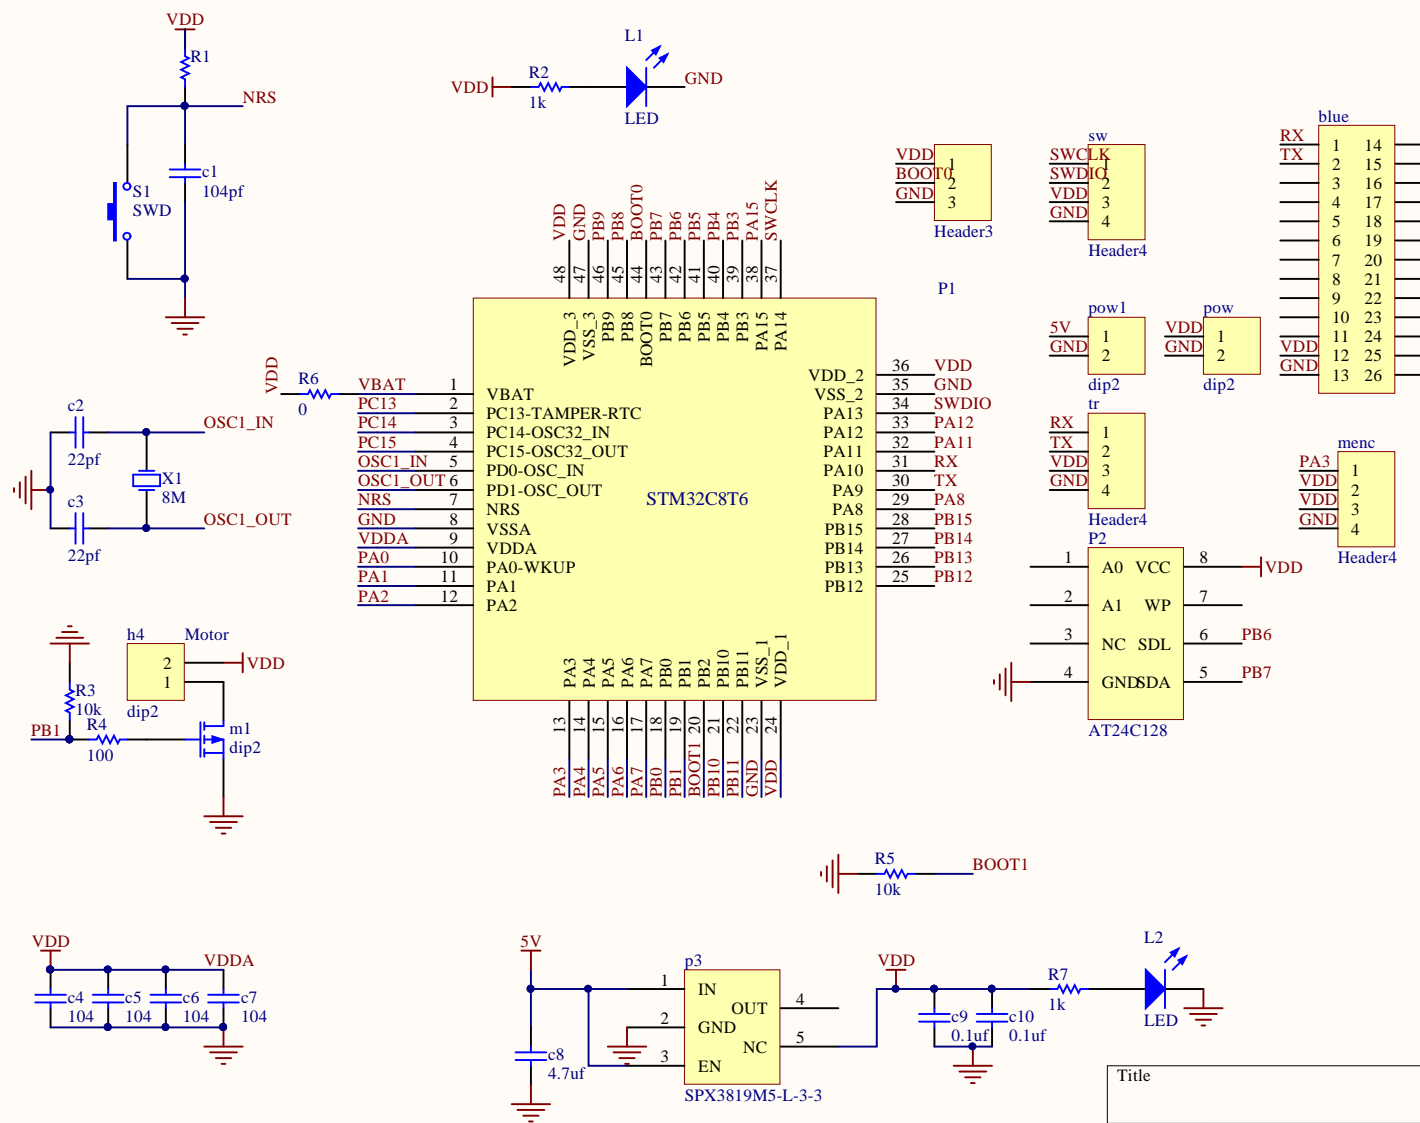 VDD
R1
NRS
c1
104pf
S1
SWD
L1
VDD
R2
1k
GND
LED
VDD
BOOT0
GND
1
2
3
Header3
sw
SWCLK
SWDIO
VDD
GND
1
2
3
4
Header4
blue
RX
TX
VDD
GND
1 14
2 15
3 16
4 17
5 18
6 19
7 20
8 21
9 22
10 23
11 24
12 25
13 26
P1
pow1
5V
GND
1
2
dip2
pow
VDD
GND
1
2
dip2
tr
RX
TX
VDD
GND
1
2
3
4
Header4
menc
PA3
VDD
VDD
GND
1
2
3
4
Header4
VDD GND PB9 PB8 BOOT0 PB7 PB6 PB5 PB4 PB3 PA15 SWCLK
48 47 46 45 44 43 42 41 40 39 38 37
VDD_3 VSS_3 PB9 PB8 BOOT0 PB7 PB6 PB5 PB4 PB3 PA15 PA14
VDD
R6
0
VBAT 1 VBAT
PC13 2 PC13-TAMPER-RTC
PC14 3 PC14-OSC32_IN
PC15 4 PC15-OSC32_OUT
OSC1_IN 5 PD0-OSC_IN
OSC1_OUT 6 PD1-OSC_OUT
NRS 7 NRS
GND 8 VSSA
VDDA 9 VDDA
PA0 10 PA0-WKUP
PA1 11 PA1
PA2 12 PA2
STM32C8T6
VDD_2 36 VDD
VSS_2 35 GND
PA13 34 SWDIO
PA12 33 PA12
PA11 32 PA11
PA10 31 RX
PA9 30 TX
PA8 29 PA8
PB15 28 PB15
PB14 27 PB14
PB13 26 PB13
PB12 25 PB12
PA3 PA4 PA5 PA6 PA7 PB0 PB1 PB2 PB10 PB11 VSS_1 VDD_1
13 14 15 16 17 18 19 20 21 22 23 24
PA3 PA4 PA5 PA6 PA7 PB0 PB1 BOOT1 PB10 PB11 GND VDD
c2
22pf
OSC1_IN
X1
8M
c3
22pf
OSC1_OUT
P2
1 A0 VCC 8 VDD
2 A1 WP 7
3 NC SDL 6 PB6
4 GND SDA 5 PB7
AT24C128
h4 Motor
2 VDD
1
dip2
R3
10k
PB1
R4
100
m1
dip2
R5
10k
BOOT1
VDD
VDDA
c4
104
c5
104
c6
104
c7
104
5V
c8
4.7uf
p3
1 IN
OUT 4
2 GND
NC 5
3 EN
SPX3819M5-L-3-3
VDD
c9
0.1uf
c10
0.1uf
R7
1k
L2
LED
Title